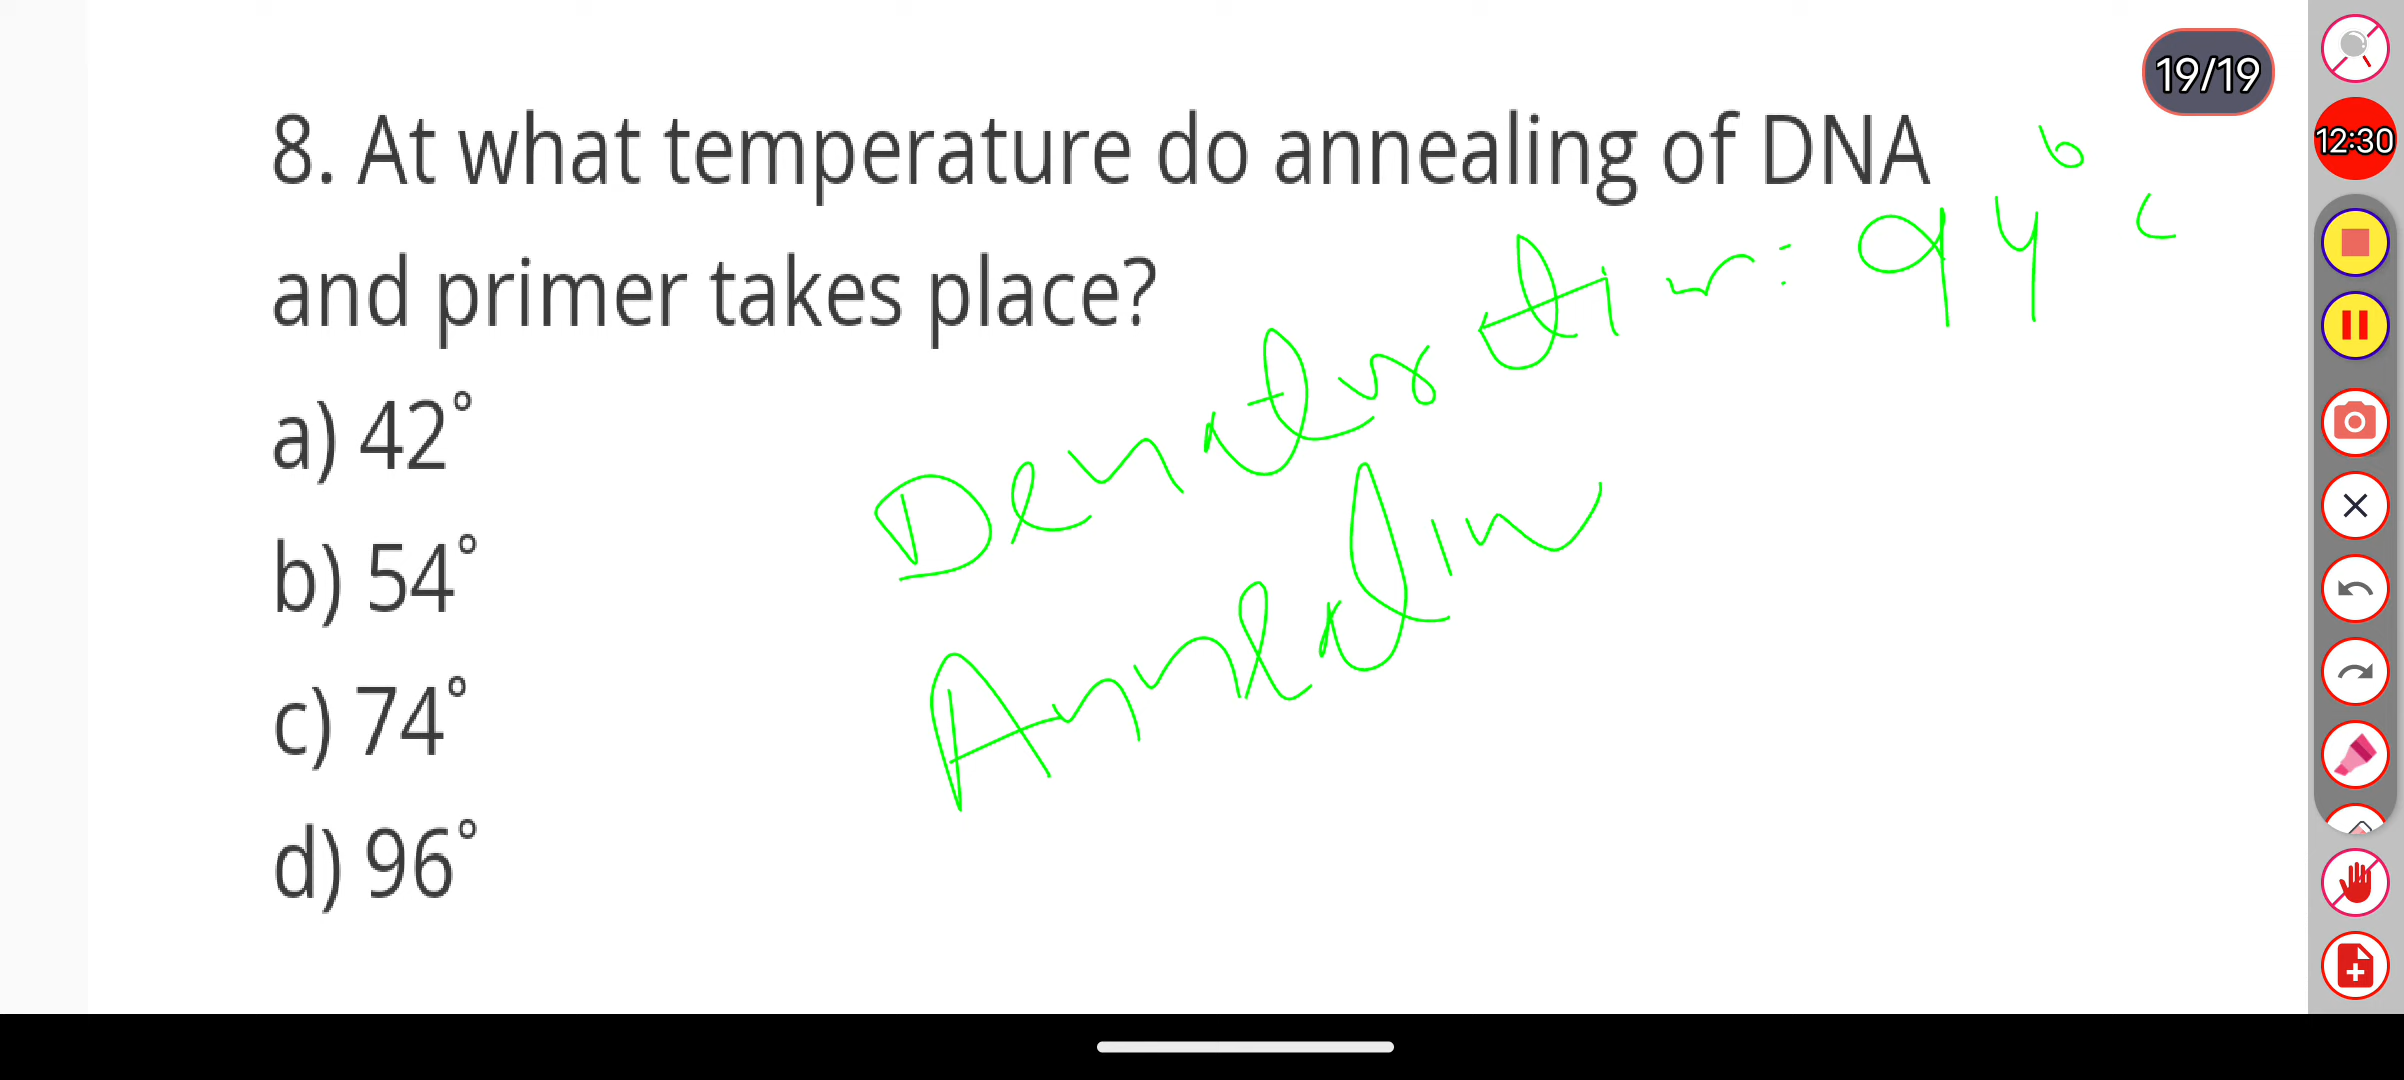 19/19
12:30
8. At what temperature do annealing of DNA
and primer takes place?
a) 42°
b) 54°
c) 74°
d) 96°
Denaturation: 94°C
Annealin